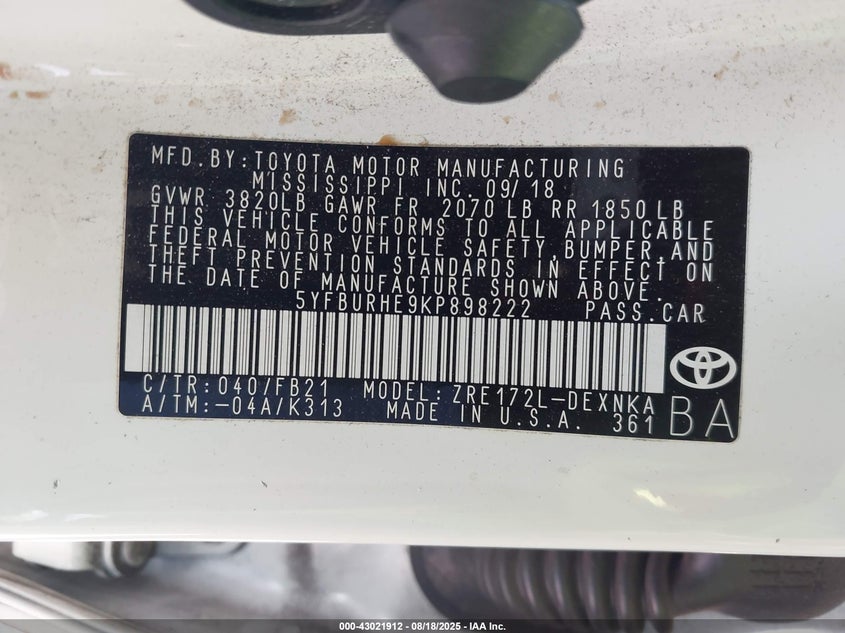 MFD.BY:TOYOTA MOTOR MANUFACTURING
MISSISSIPPI INC. 09/18
GVWR 3820LB GAWR FR 2070 LB RR 1850 LB
THIS VEHICLE CONFORMS TO ALL APPLICABLE
FEDERAL MOTOR VEHICLE SAFETY,BUMPER,AND
THEFT PREVENTION STANDARDS IN EFFECT ON
THE DATE OF MANUFACTURE SHOWN ABOVE.
5YFBURHE9KP898222 PASS.CAR
C/TR:040/FB21 MODEL:ZRE172L-DEXNKA
A/TM:-04A/K313 MADE IN U.S.A. 361
BA
000-43021912 - 08/18/2025 - IAA Inc.